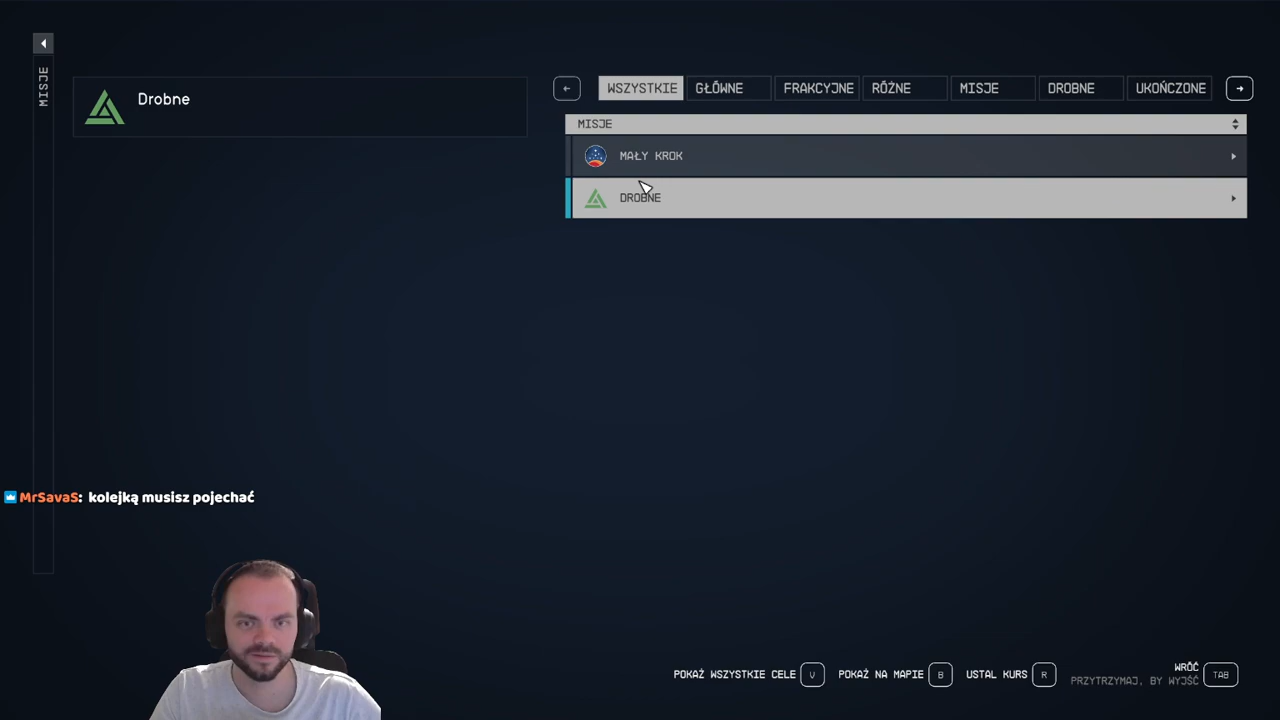 MISJE
Drobne
WSZYSTKIE
GŁÓWNE
FRAKCYJNE
RÓŻNE
MISJE
DROBNE
UKOŃCZONE
MISJE
MAŁY KROK
DROBNE
MrSavaS: kolejką musisz pojechać
POKAŻ WSZYSTKIE CELE V
POKAŻ NA MAPIE B
USTAL KURS R
WRÓĆ
PRZYTRZYMAJ, BY WYJŚĆ
TAB